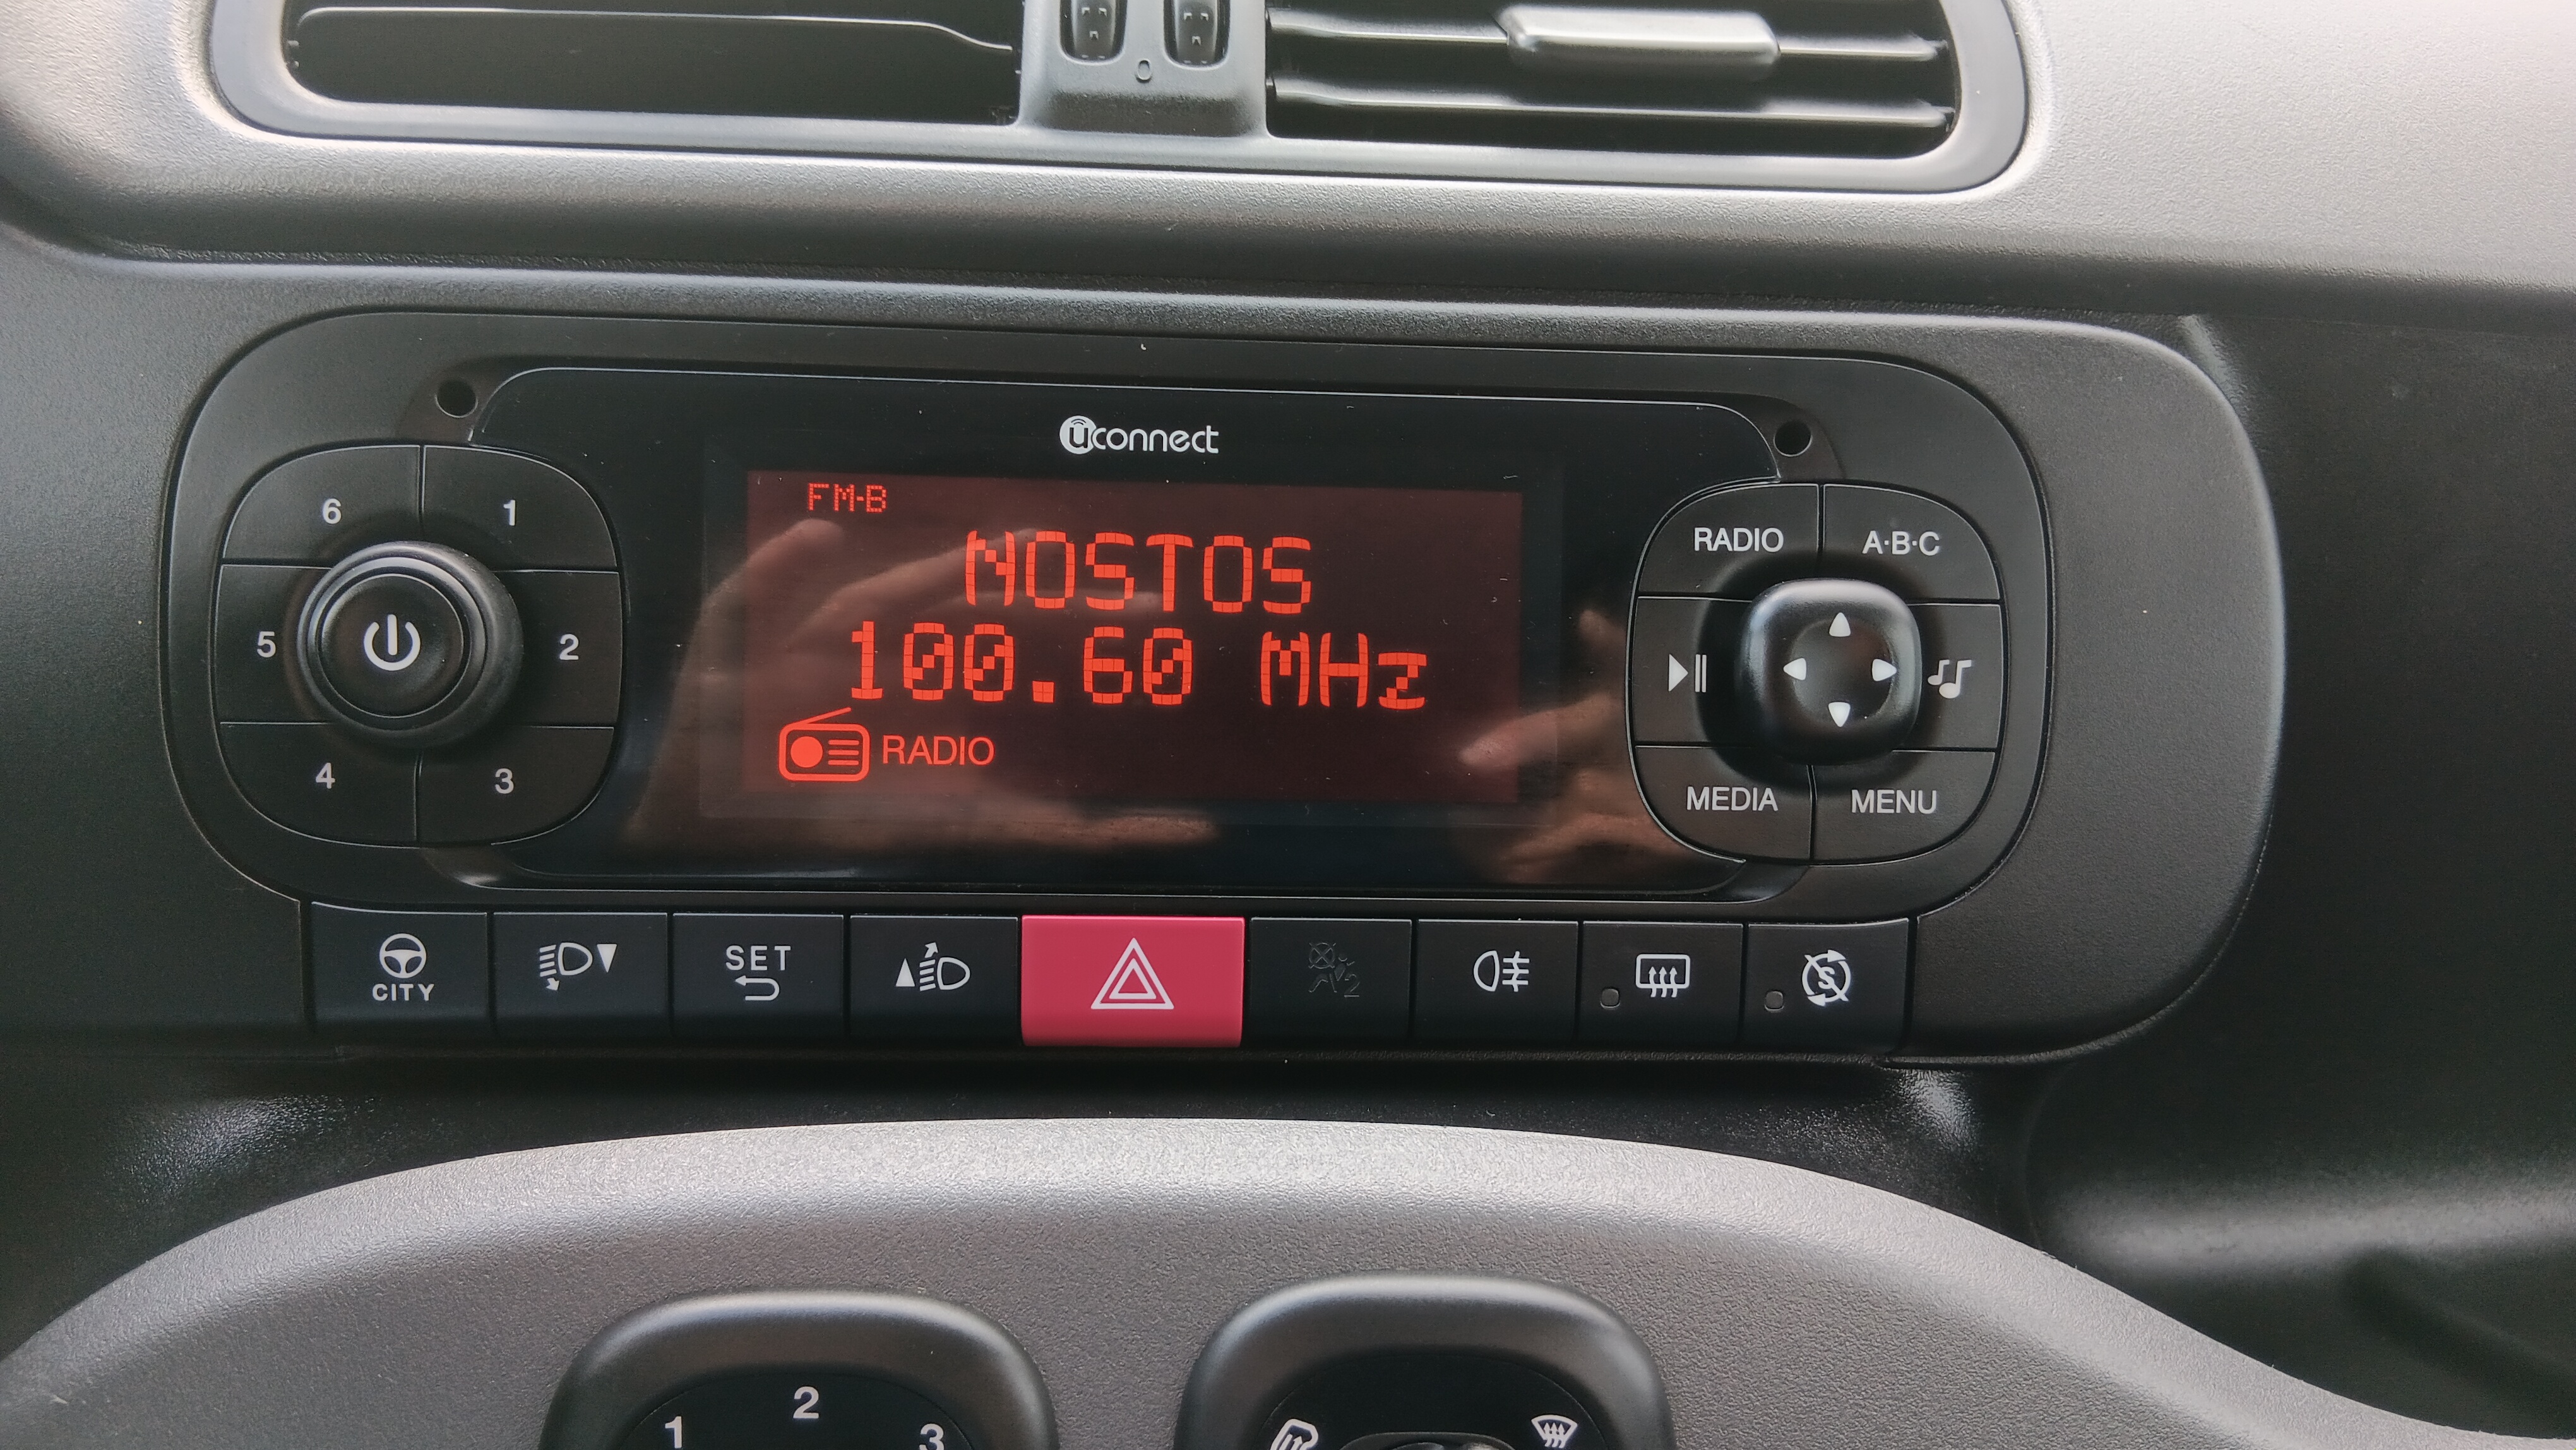 uconnect
FM-B
NOSTOS
100.60 MHz
RADIO
6
1
5
2
4
3
RADIO
A·B·C
MEDIA
MENU
CITY
SET
1
2
3